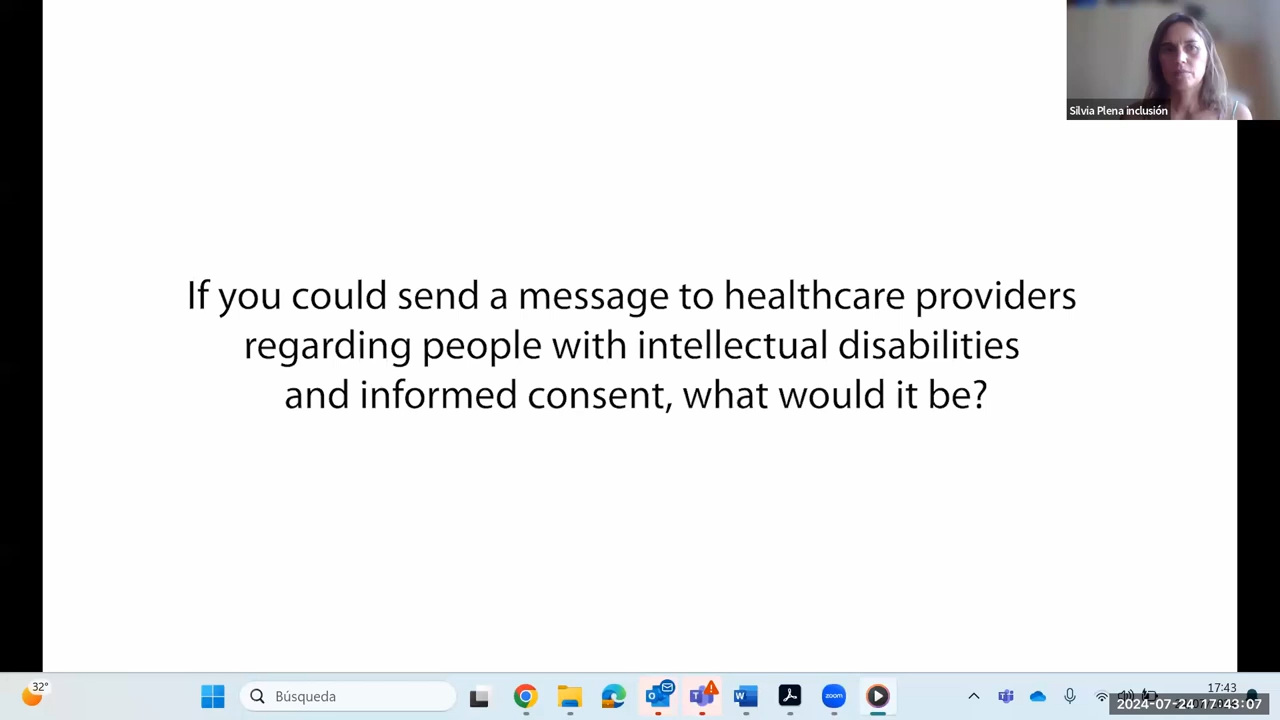 Silvia Plena inclusión
If you could send a message to healthcare providers
regarding people with intellectual disabilities
and informed consent, what would it be?
32°
Búsqueda
zoom
17:43
2024-07-24 17:43:07